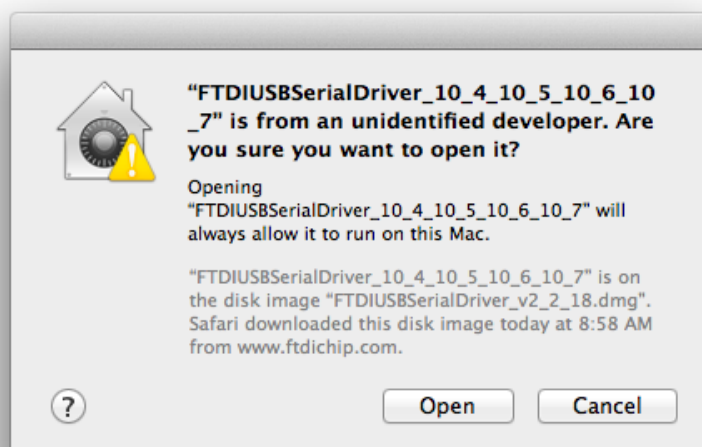 "FTDIUSBSerialDriver_10_4_10_5_10_6_10
_7" is from an unidentified developer. Are
you sure you want to open it?
Opening
"FTDIUSBSerialDriver_10_4_10_5_10_6_10_7" will
always allow it to run on this Mac.
"FTDIUSBSerialDriver_10_4_10_5_10_6_10_7" is on
the disk image "FTDIUSBSerialDriver_v2_2_18.dmg".
Safari downloaded this disk image today at 8:58 AM
from www.ftdichip.com.
? Open Cancel